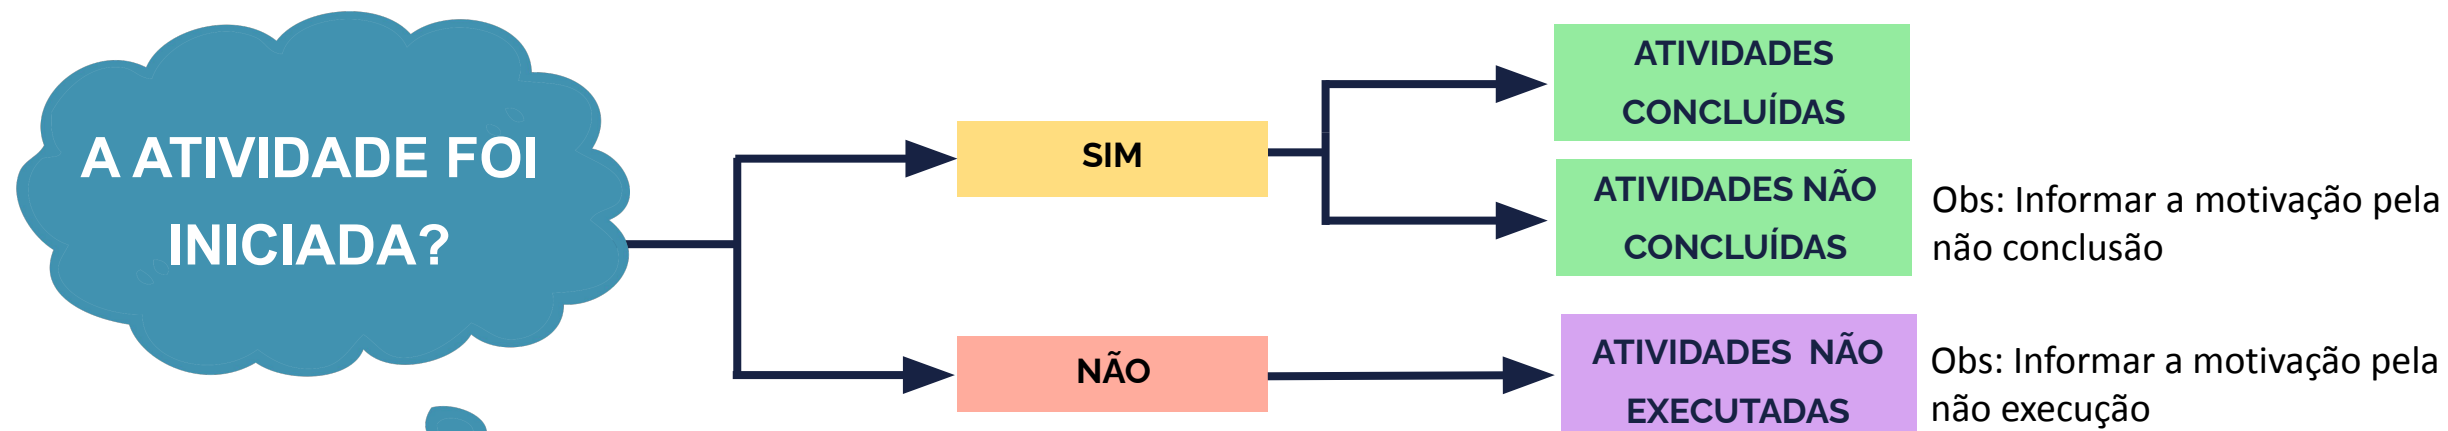 A ATIVIDADE FOI
INICIADA?
SIM
ATIVIDADES
CONCLUÍDAS
ATIVIDADES NÃO
CONCLUÍDAS
Obs: Informar a motivação pela
não conclusão
NÃO
ATIVIDADES NÃO
EXECUTADAS
Obs: Informar a motivação pela
não execução